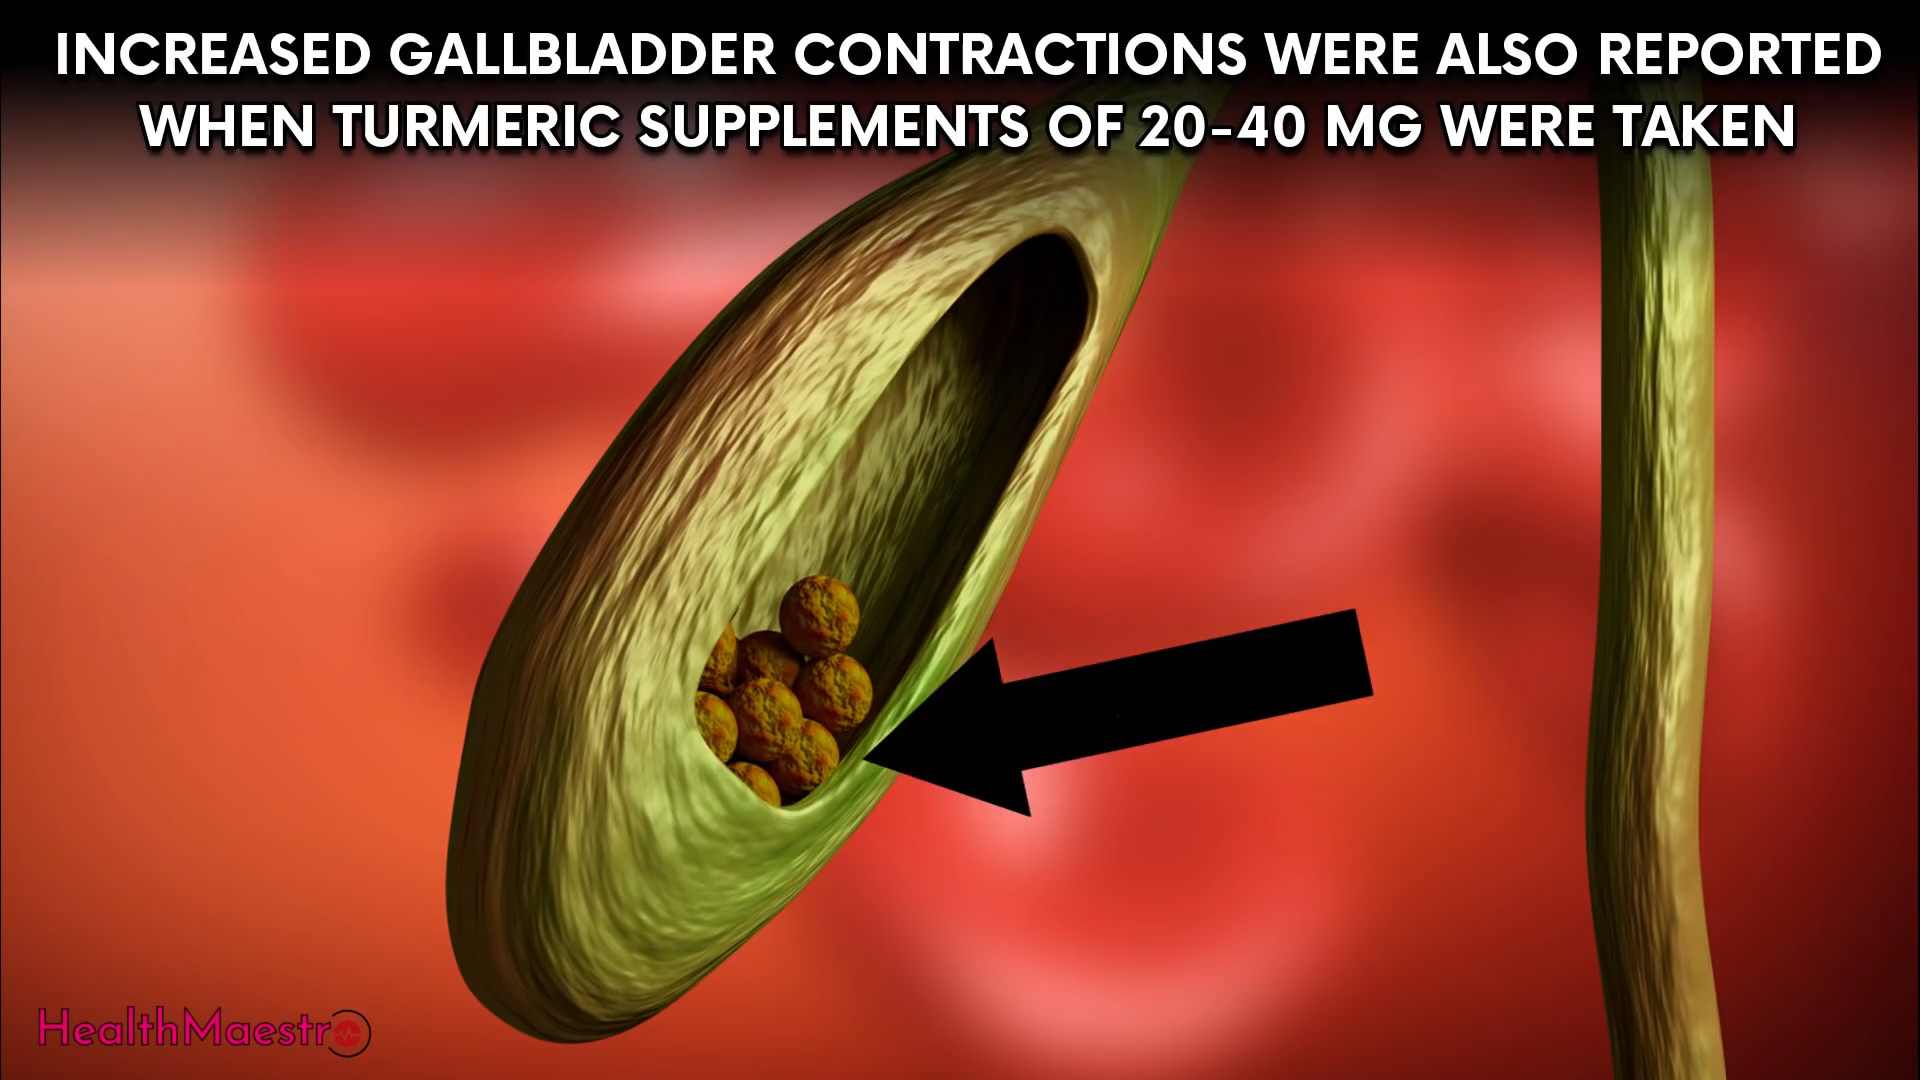 INCREASED GALLBLADDER CONTRACTIONS WERE ALSO REPORTED
WHEN TURMERIC SUPPLEMENTS OF 20-40 MG WERE TAKEN
HealthMaestro